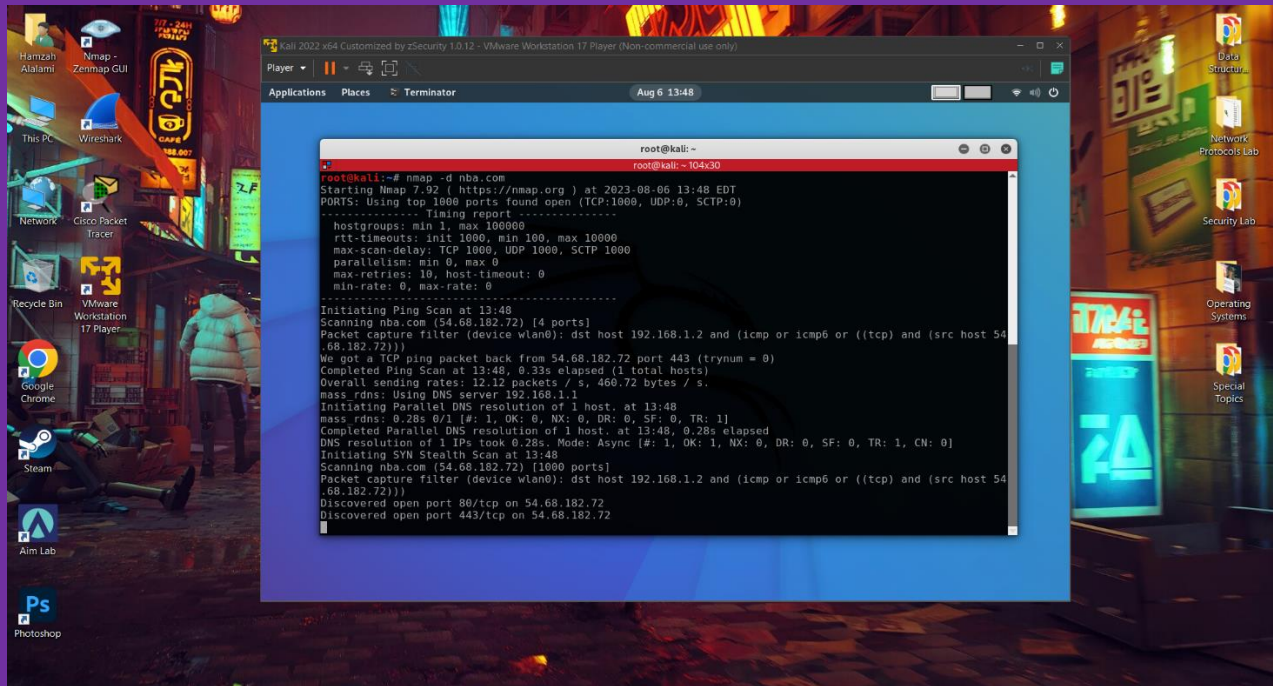 Hamzah
Alalami
Nmap -
Zenmap GUI
This PC
Wireshark
Network
Cisco Packet
Tracer
Recycle Bin
VMware
Workstation
17 Player
Google
Chrome
Steam
Aim Lab
Ps
Photoshop
7/7 - 24H
CAFE
Kali 2022 x64 Customized by zSecurity 1.0.12 - VMware Workstation 17 Player (Non-commercial use only)
Player
Applications Places Terminator Aug 6 13:48
root@kali: ~
root@kali: ~ 104x30
root@kali:~# nmap -d nba.com
Starting Nmap 7.92 ( https://nmap.org ) at 2023-08-06 13:48 EDT
PORTS: Using top 1000 ports found open (TCP:1000, UDP:0, SCTP:0)
--------------- Timing report ---------------
hostgroups: min 1, max 100000
rtt-timeouts: init 1000, min 100, max 10000
max-scan-delay: TCP 1000, UDP 1000, SCTP 1000
parallelism: min 0, max 0
max-retries: 10, host-timeout: 0
min-rate: 0, max-rate: 0
---------------------------------------------
Initiating Ping Scan at 13:48
Scanning nba.com (54.68.182.72) [4 ports]
Packet capture filter (device wlan0): dst host 192.168.1.2 and (icmp or icmp6 or ((tcp) and (src host 54
.68.182.72)))
We got a TCP ping packet back from 54.68.182.72 port 443 (trynum = 0)
Completed Ping Scan at 13:48, 0.33s elapsed (1 total hosts)
Overall sending rates: 12.12 packets / s, 460.72 bytes / s.
mass_rdns: Using DNS server 192.168.1.1
Initiating Parallel DNS resolution of 1 host. at 13:48
mass_rdns: 0.28s 0/1 [#: 1, OK: 0, NX: 0, DR: 0, SF: 0, TR: 1]
Completed Parallel DNS resolution of 1 host. at 13:48, 0.28s elapsed
DNS resolution of 1 IPs took 0.28s. Mode: Async [#: 1, OK: 1, NX: 0, DR: 0, SF: 0, TR: 1, CN: 0]
Initiating SYN Stealth Scan at 13:48
Scanning nba.com (54.68.182.72) [1000 ports]
Packet capture filter (device wlan0): dst host 192.168.1.2 and (icmp or icmp6 or ((tcp) and (src host 54
.68.182.72)))
Discovered open port 80/tcp on 54.68.182.72
Discovered open port 443/tcp on 54.68.182.72
Data
Structur...
Network
Protocols Lab
Security Lab
Operating
Systems
Special
Topics